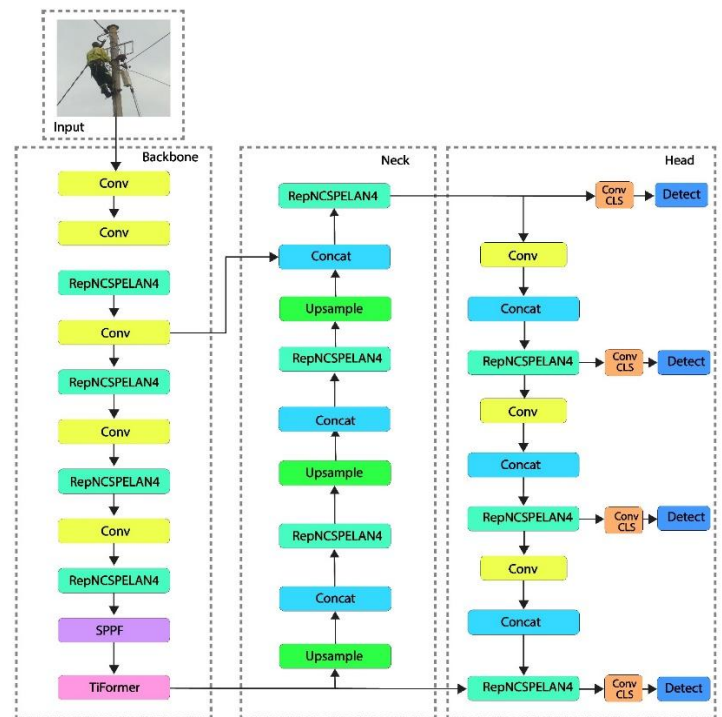 Input
Backbone
Conv
Conv
RepNCSPELAN4
Conv
RepNCSPELAN4
Conv
RepNCSPELAN4
Conv
RepNCSPELAN4
SPPF
TiFormer
Neck
RepNCSPELAN4
Concat
Upsample
RepNCSPELAN4
Concat
Upsample
RepNCSPELAN4
Concat
Upsample
Head
Conv
CLS
Detect
Conv
Concat
RepNCSPELAN4
Conv
CLS
Detect
Conv
Concat
RepNCSPELAN4
Conv
CLS
Detect
Conv
Concat
RepNCSPELAN4
Conv
CLS
Detect